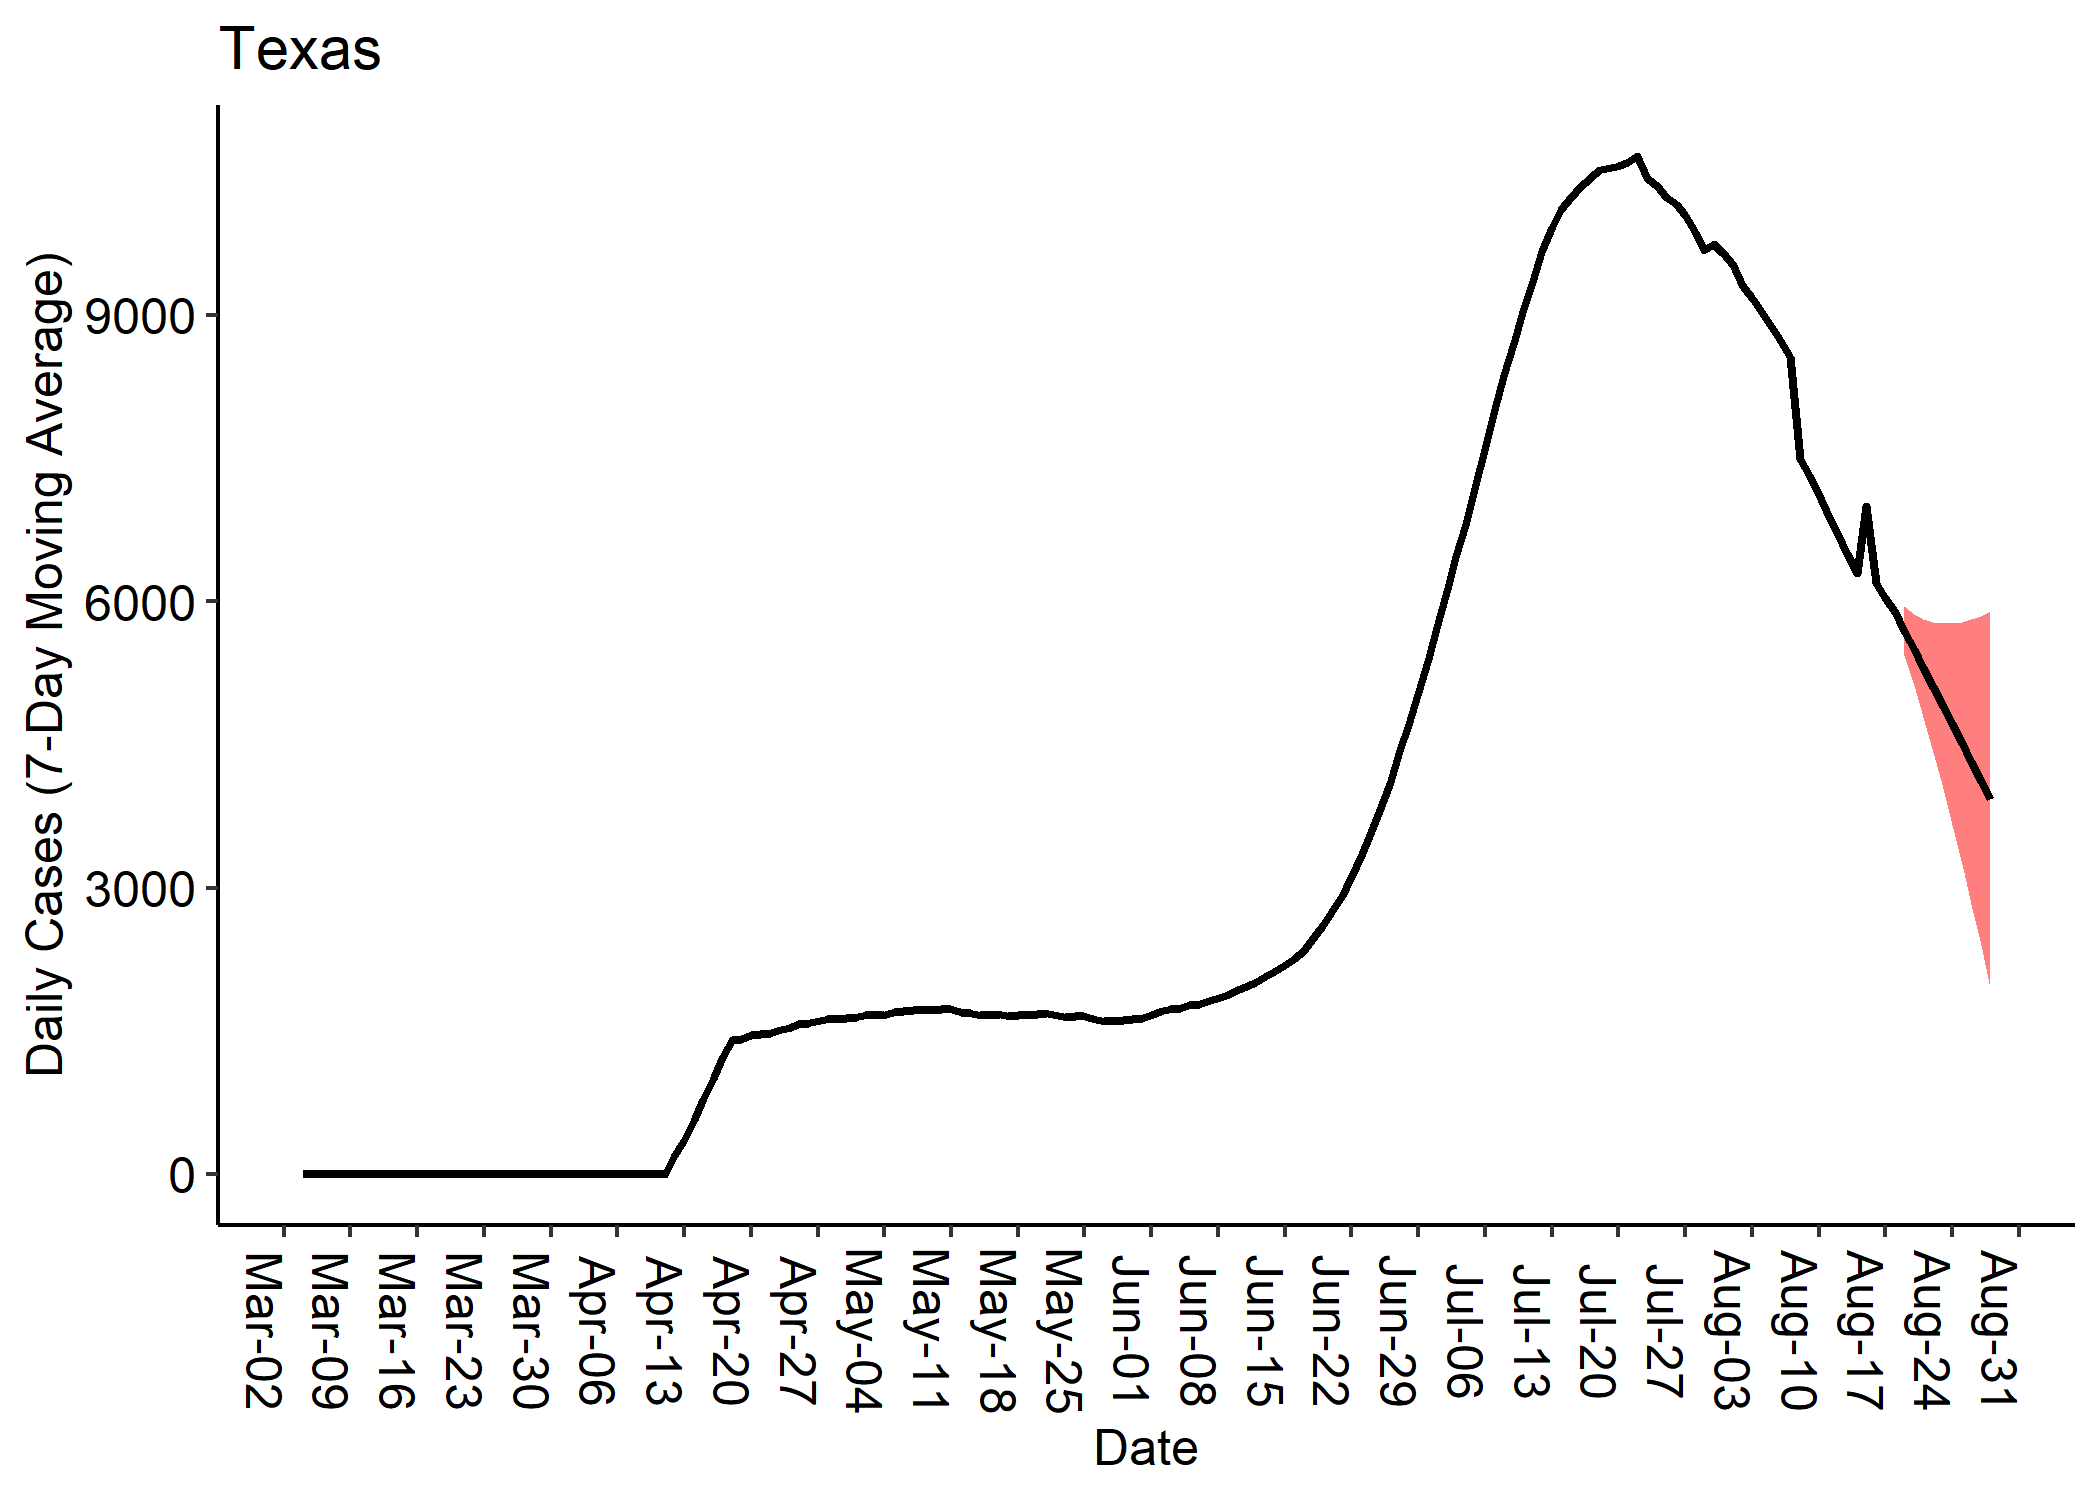 Texas
Daily Cases (7-Day Moving Average)
9000
6000
3000
0
Mar-02
Mar-09
Mar-16
Mar-23
Mar-30
Apr-06
Apr-13
Apr-20
Apr-27
May-04
May-11
May-18
May-25
Jun-01
Jun-08
Jun-15
Jun-22
Jun-29
Jul-06
Jul-13
Jul-20
Jul-27
Aug-03
Aug-10
Aug-17
Aug-24
Aug-31
Date